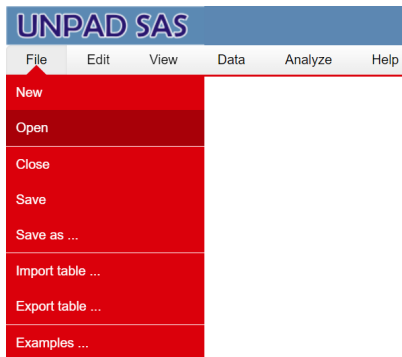 UNPAD SAS
File Edit View Data Analyze Help
New
Open
Close
Save
Save as ...
Import table ...
Export table ...
Examples ...